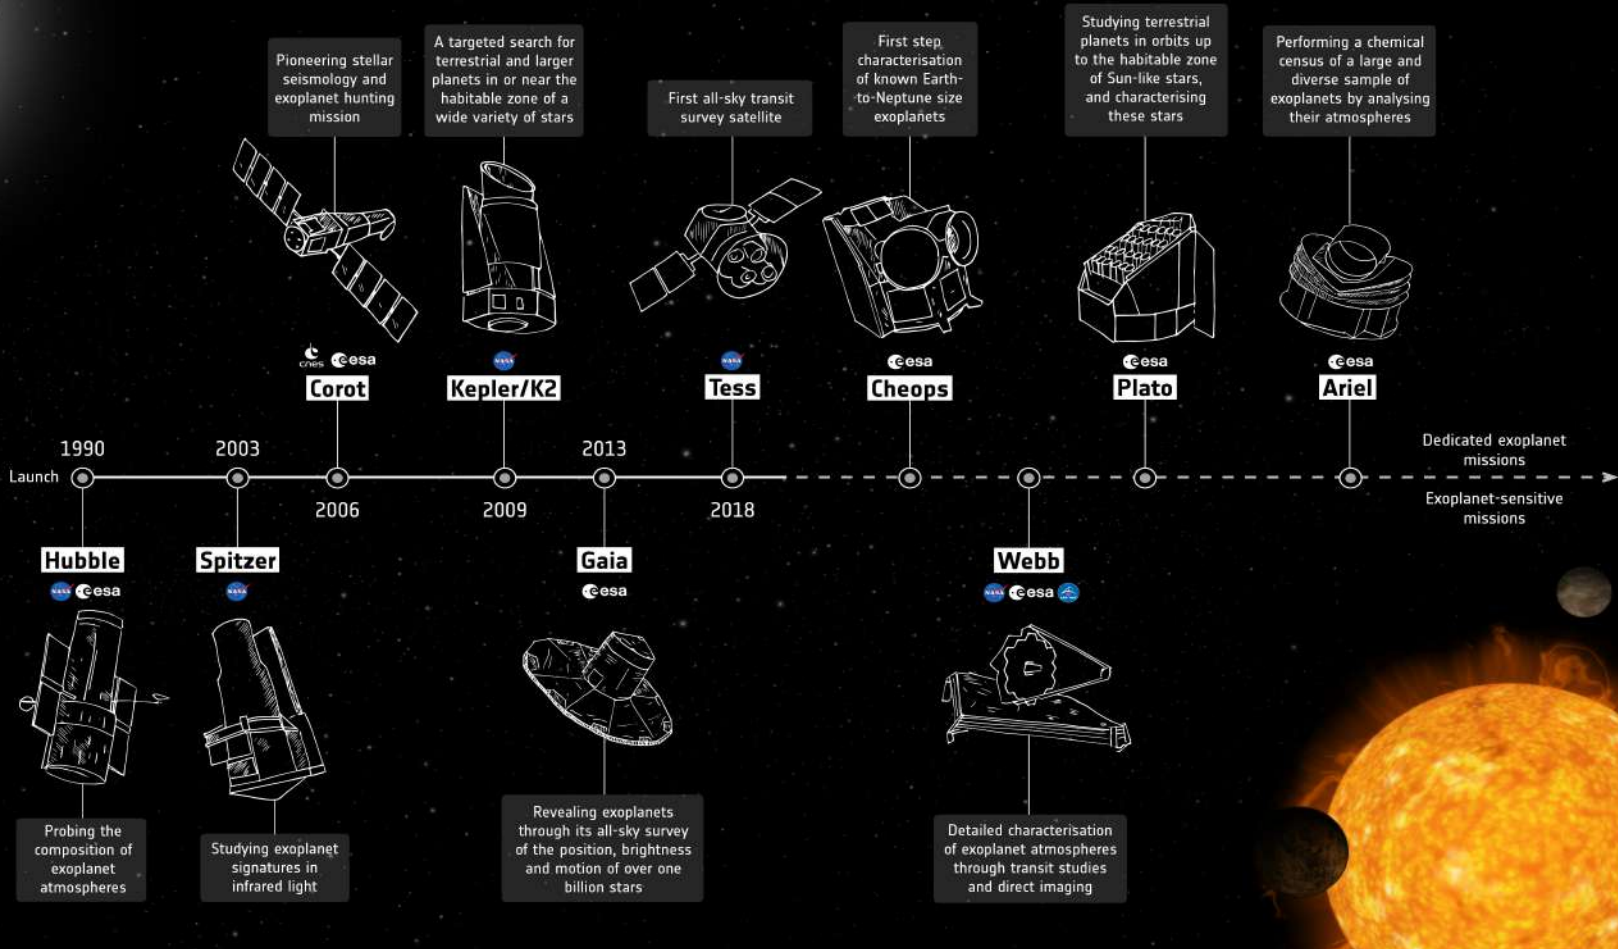 Pioneering stellar
seismology and
exoplanet hunting
mission
A targeted search for
terrestrial and larger
planets in or near the
habitable zone of a
wide variety of stars
First all-sky transit
survey satellite
First step
characterisation
of known Earth-
to-Neptune size
exoplanets
Studying terrestrial
planets in orbits up
to the habitable zone
of Sun-like stars,
and characterising
these stars
Performing a chemical
census of a large and
diverse sample of
exoplanets by analysing
their atmospheres
cnes esa
Corot
NASA
Kepler/K2
NASA
Tess
esa
Cheops
esa
Plato
esa
Ariel
1990
2003
2013
Launch
2006
2009
2018
Dedicated exoplanet
missions
Exoplanet-sensitive
missions
Hubble
NASA esa
Spitzer
NASA
Gaia
esa
Webb
NASA esa
Probing the
composition of
exoplanet
atmospheres
Studying exoplanet
signatures in
infrared light
Revealing exoplanets
through its all-sky survey
of the position, brightness
and motion of over one
billion stars
Detailed characterisation
of exoplanet atmospheres
through transit studies
and direct imaging